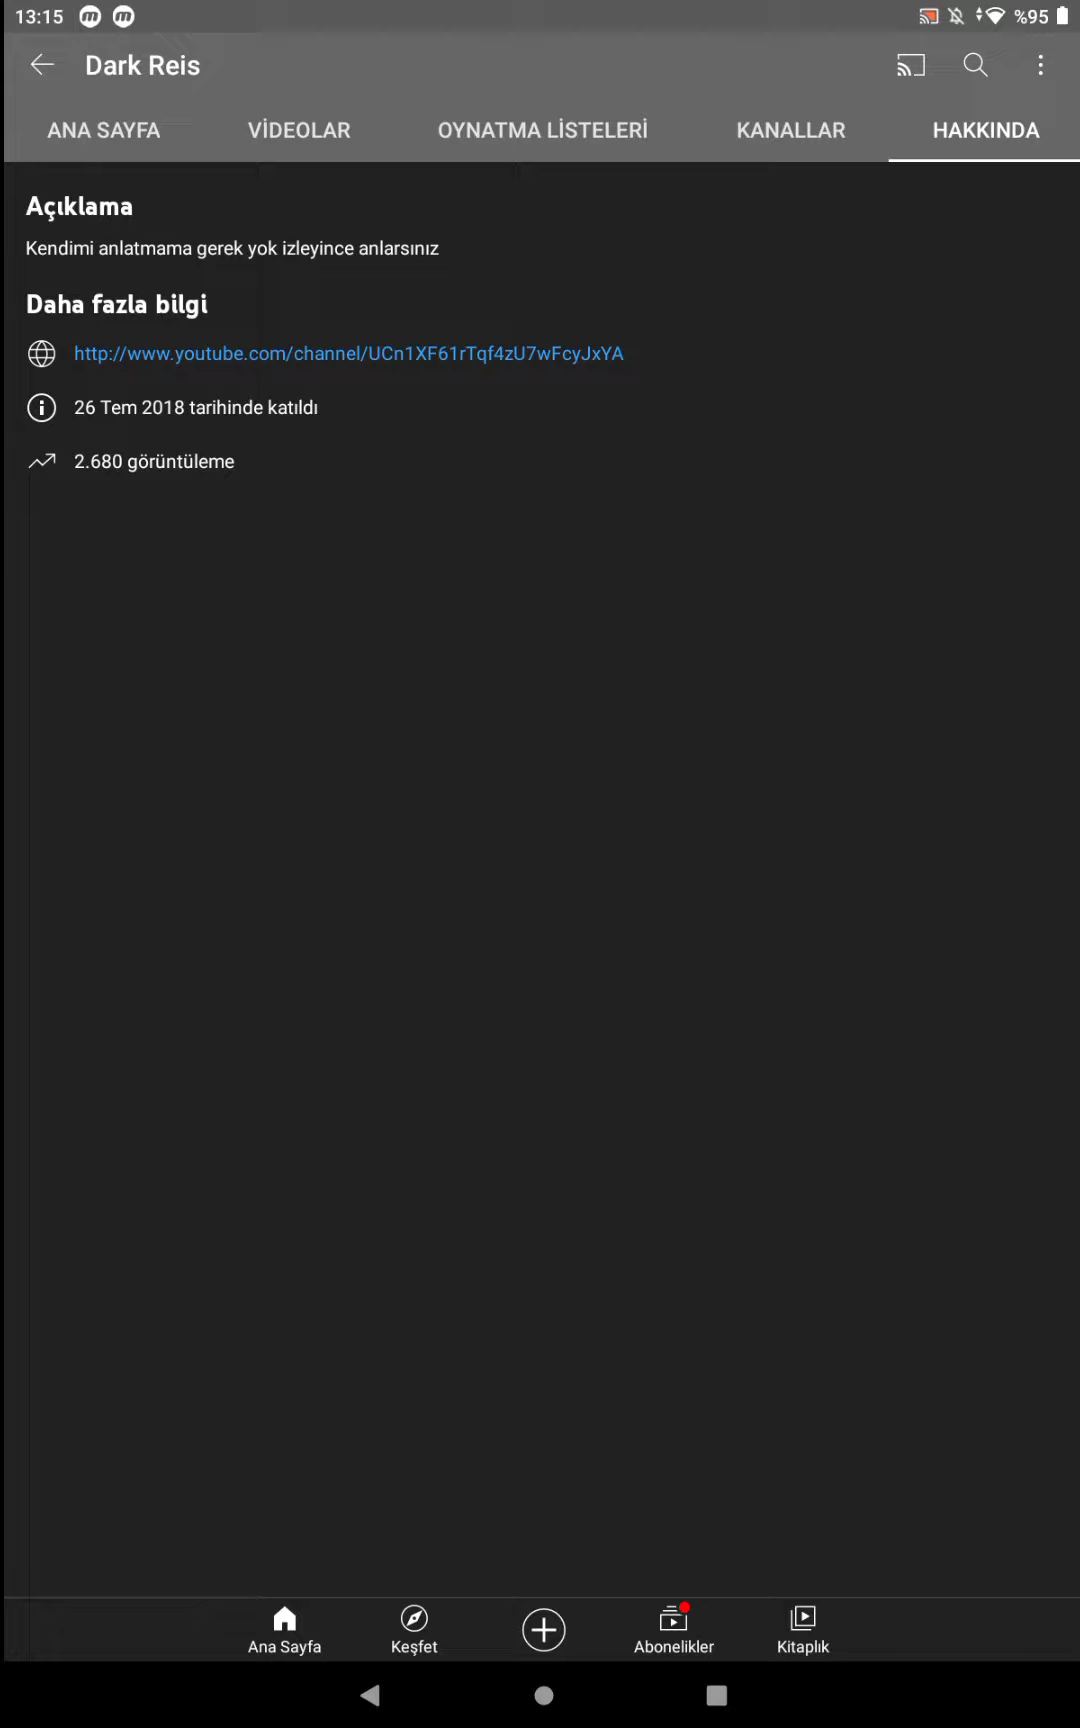 13:15 %95
Dark Reis
ANA SAYFA VİDEOLAR OYNATMA LİSTELERİ KANALLAR HAKKINDA
Açıklama
Kendimi anlatmama gerek yok izleyince anlarsınız
Daha fazla bilgi
http://www.youtube.com/channel/UCn1XF61rTqf4zU7wFcyJxYA
26 Tem 2018 tarihinde katıldı
2.680 görüntüleme
Ana Sayfa Keşfet Abonelikler Kitaplık